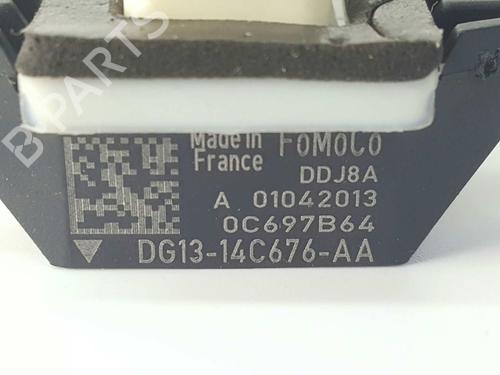 Made in
France
FoMoCo
DDJ8A
A 01042013
0C697B64
DG13-14C676-AA
B-PARTS